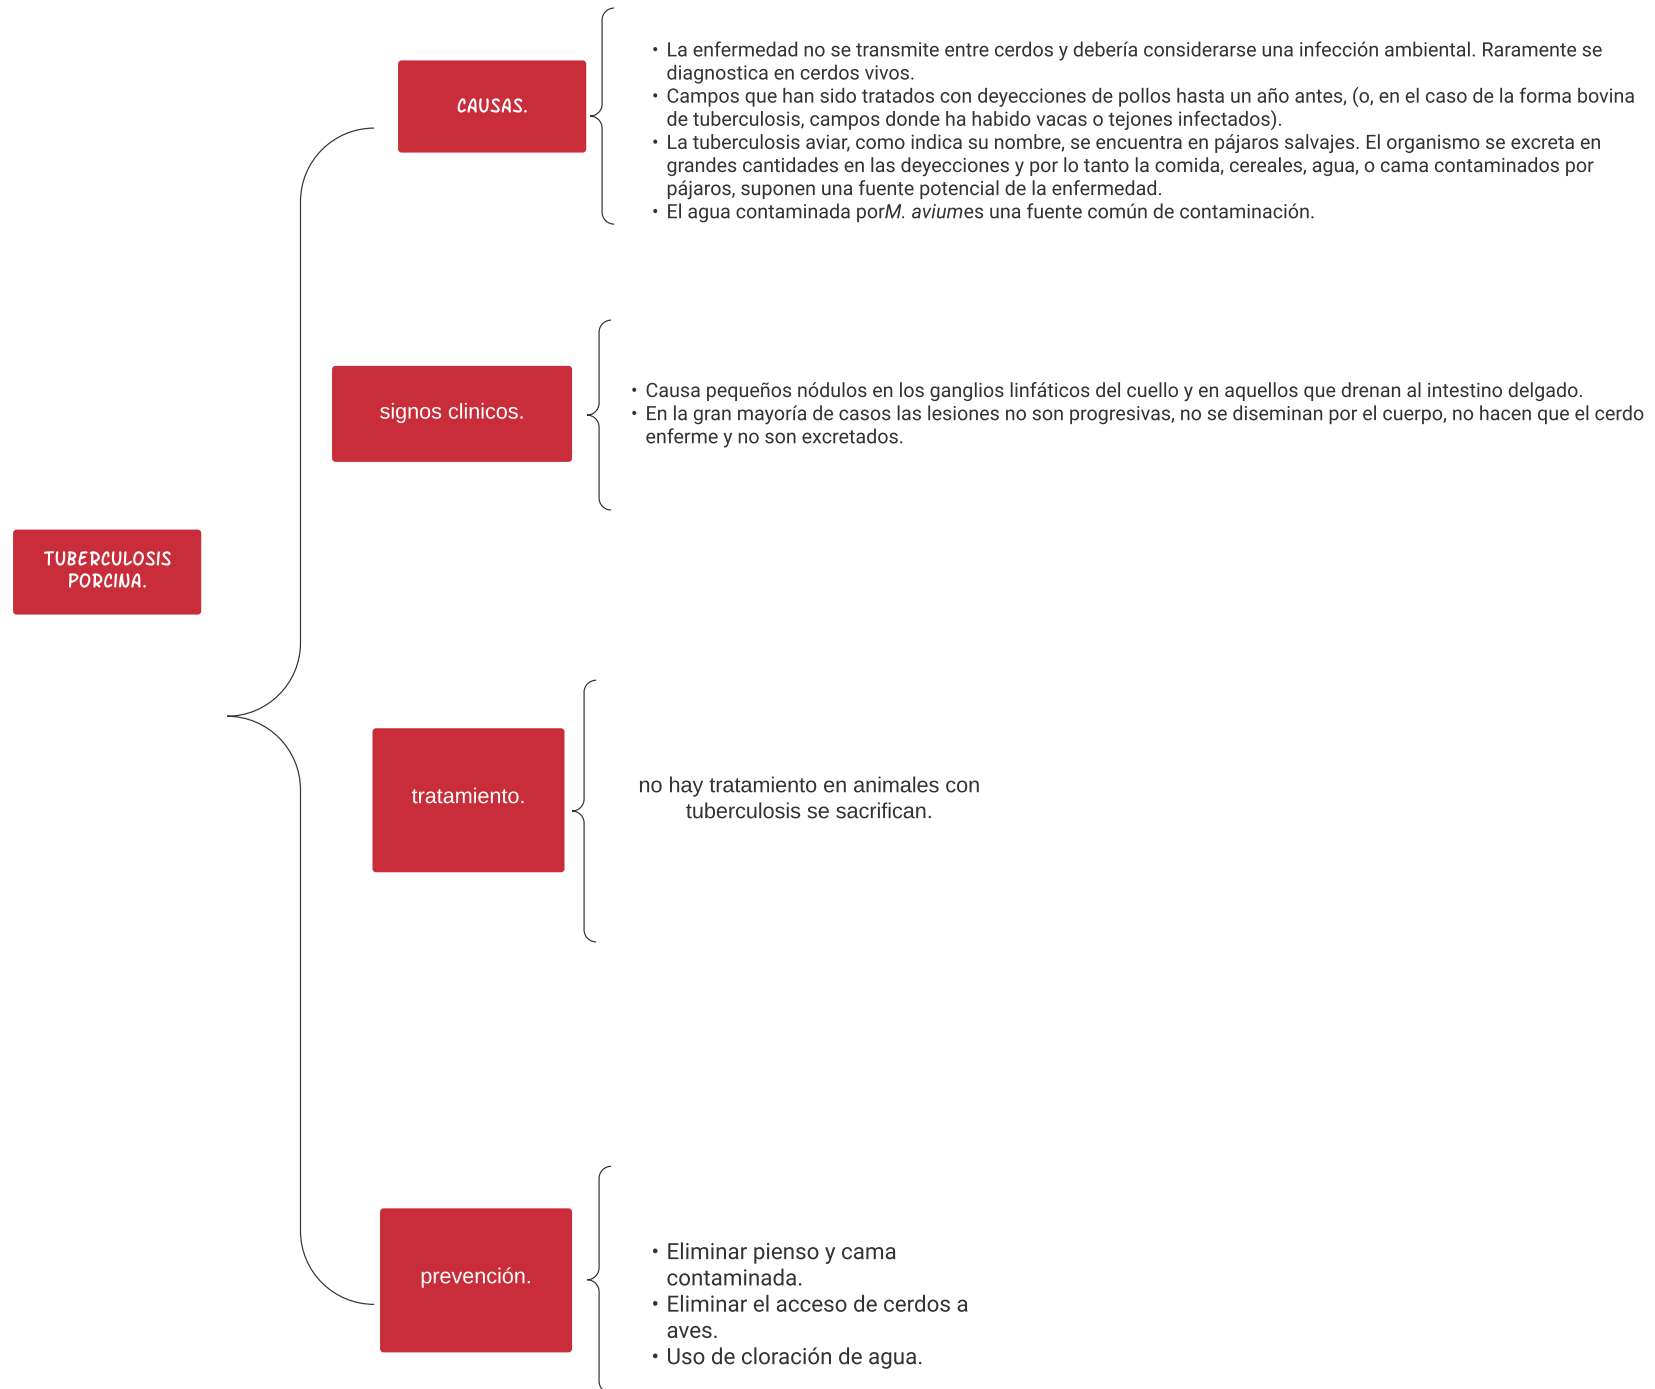 TUBERCULOSIS
PORCINA.
CAUSAS.
• La enfermedad no se transmite entre cerdos y debería considerarse una infección ambiental. Raramente se
diagnostica en cerdos vivos.
• Campos que han sido tratados con deyecciones de pollos hasta un año antes, (o, en el caso de la forma bovina
de tuberculosis, campos donde ha habido vacas o tejones infectados).
• La tuberculosis aviar, como indica su nombre, se encuentra en pájaros salvajes. El organismo se excreta en
grandes cantidades en las deyecciones y por lo tanto la comida, cereales, agua, o cama contaminados por
pájaros, suponen una fuente potencial de la enfermedad.
• El agua contaminada porM. aviumes una fuente común de contaminación.
signos clinicos.
• Causa pequeños nódulos en los ganglios linfáticos del cuello y en aquellos que drenan al intestino delgado.
• En la gran mayoría de casos las lesiones no son progresivas, no se diseminan por el cuerpo, no hacen que el cerdo
enferme y no son excretados.
tratamiento.
no hay tratamiento en animales con
tuberculosis se sacrifican.
prevención.
• Eliminar pienso y cama
contaminada.
• Eliminar el acceso de cerdos a
aves.
• Uso de cloración de agua.